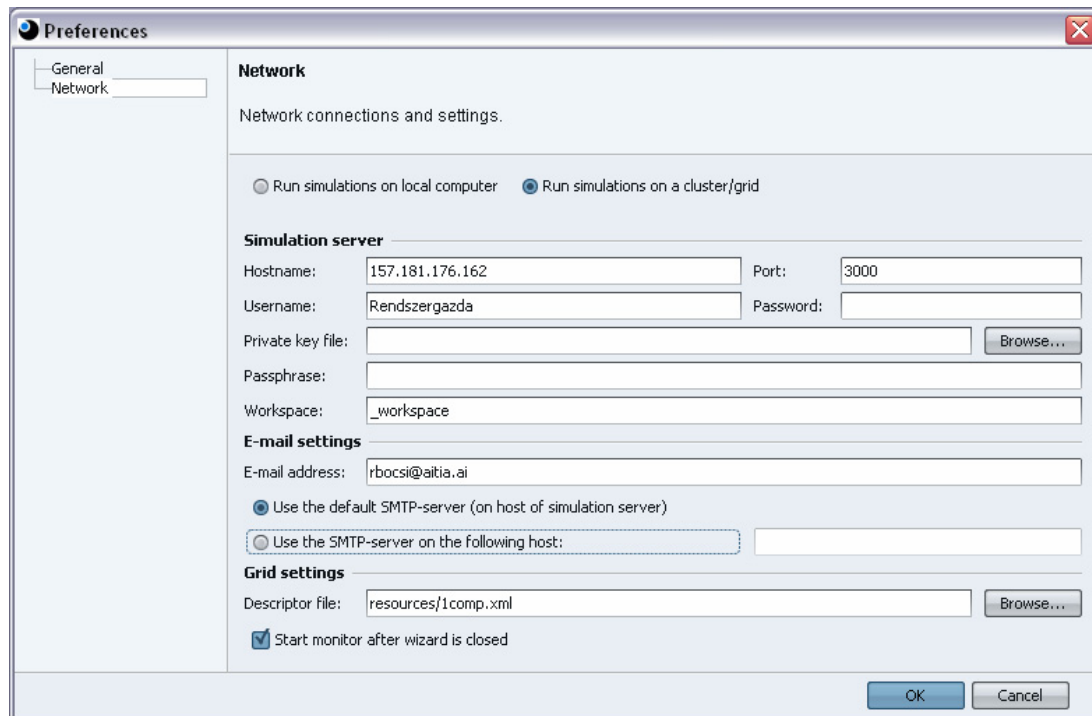 Preferences
General
Network
Network
Network connections and settings.
Run simulations on local computer Run simulations on a cluster/grid
Simulation server
Hostname: 157.181.176.162 Port: 3000
Username: Rendszergazda Password:
Private key file: Browse...
Passphrase:
Workspace: _workspace
E-mail settings
E-mail address: rbocsi@aitia.ai
Use the default SMTP-server (on host of simulation server)
Use the SMTP-server on the following host:
Grid settings
Descriptor file: resources/1comp.xml Browse...
Start monitor after wizard is closed
OK Cancel